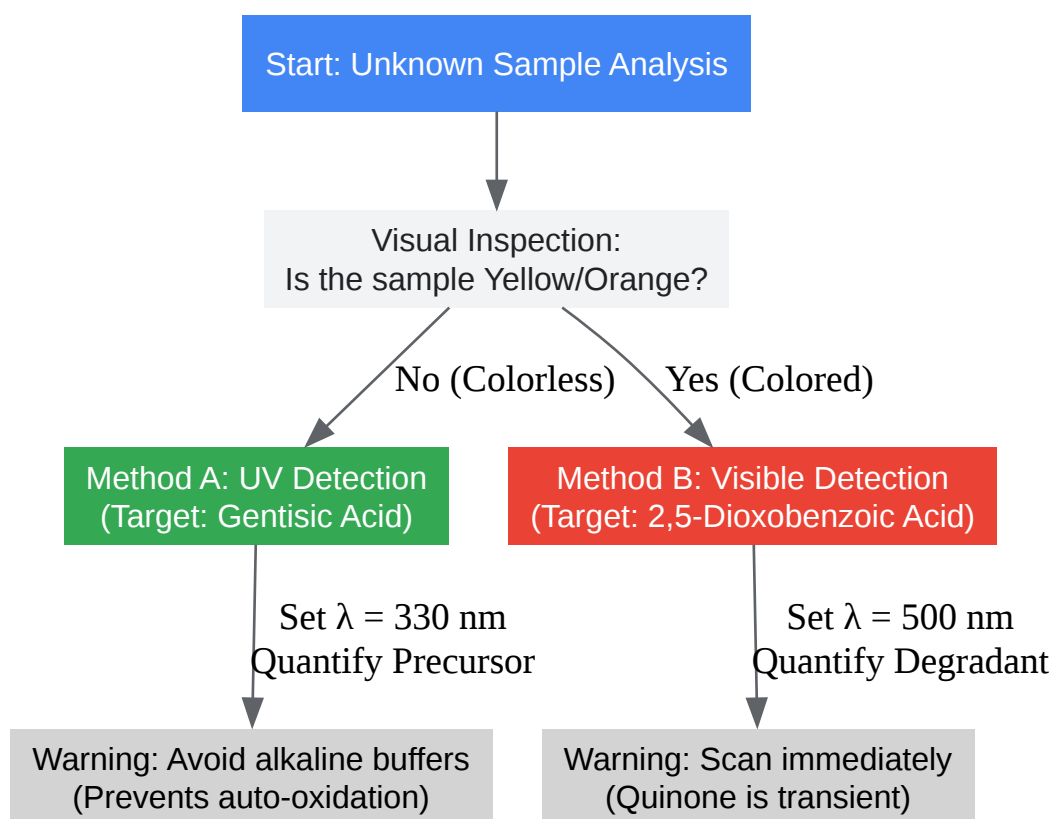 Start: Unknown Sample Analysis
Visual Inspection:
Is the sample Yellow/Orange?
No (Colorless)
Yes (Colored)
Method A: UV Detection
(Target: Gentisic Acid)
Method B: Visible Detection
(Target: 2,5-Dioxobenzoic Acid)
Set λ = 330 nm
Quantify Precursor
Set λ = 500 nm
Quantify Degradant
Warning: Avoid alkaline buffers
(Prevents auto-oxidation)
Warning: Scan immediately
(Quinone is transient)